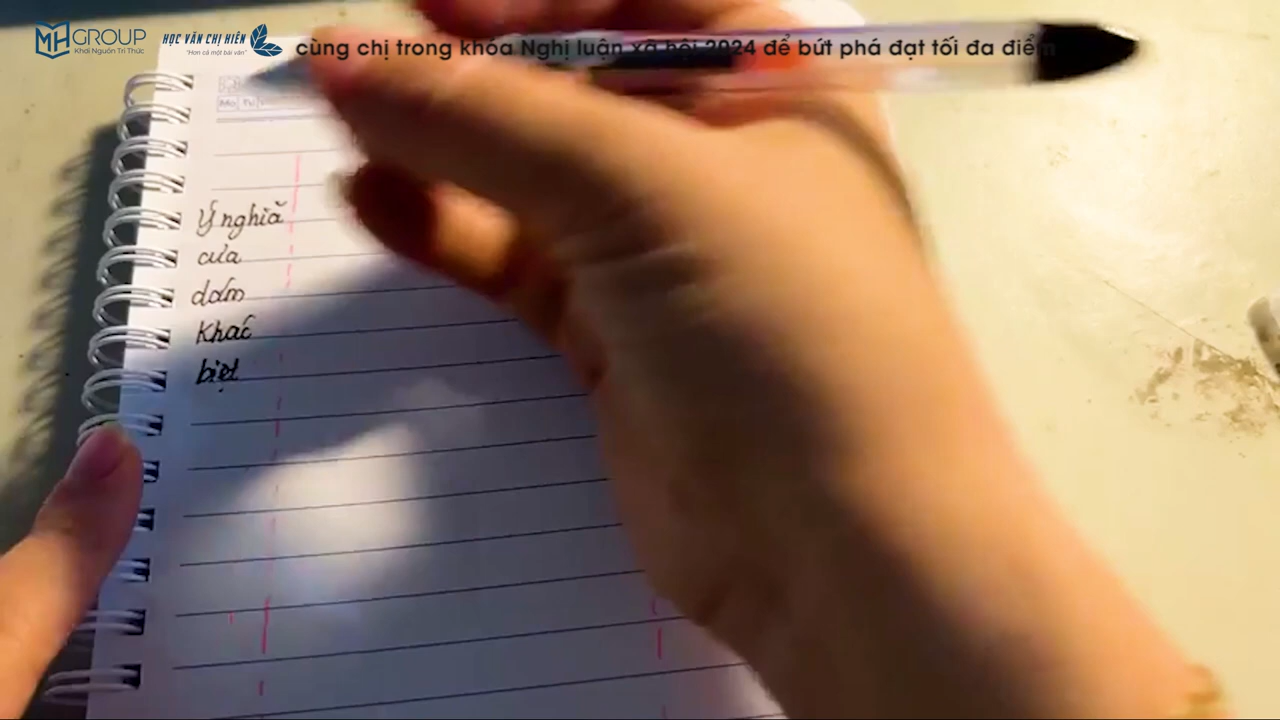 MH GROUP
Khơi Nguồn Tri Thức
HỌC VĂN CHỊ HIÊN
"Hơn cả một bài văn"
cùng chị trong khóa Nghị luận xã hội 2024 để bứt phá đạt tối đa điểm
Ý nghĩa
của
dám
khác
biệt